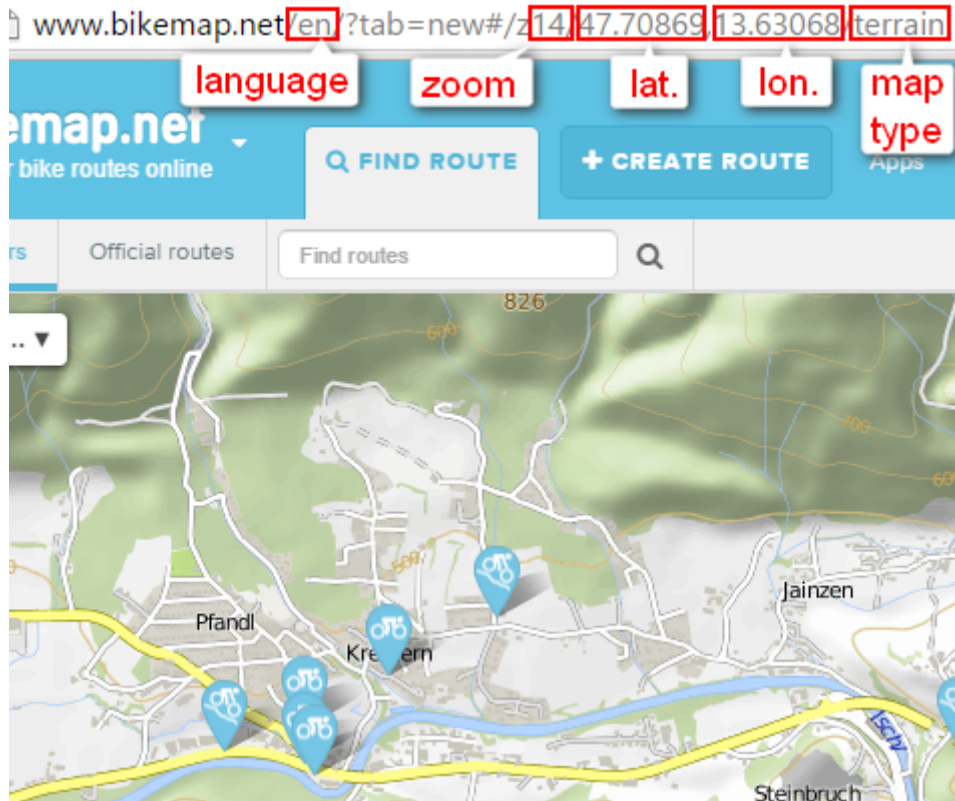 www.bikemap.net/en/?tab=new#/z14/47.70869,13.63068/terrain
language
zoom
lat.
lon.
map
type
emap.net
r bike routes online
FIND ROUTE
+ CREATE ROUTE
Apps
rs
Official routes
Find routes
.. ▼
826
600
700
600
500
Jainzen
Pfandl
Ischl
Steinbruch